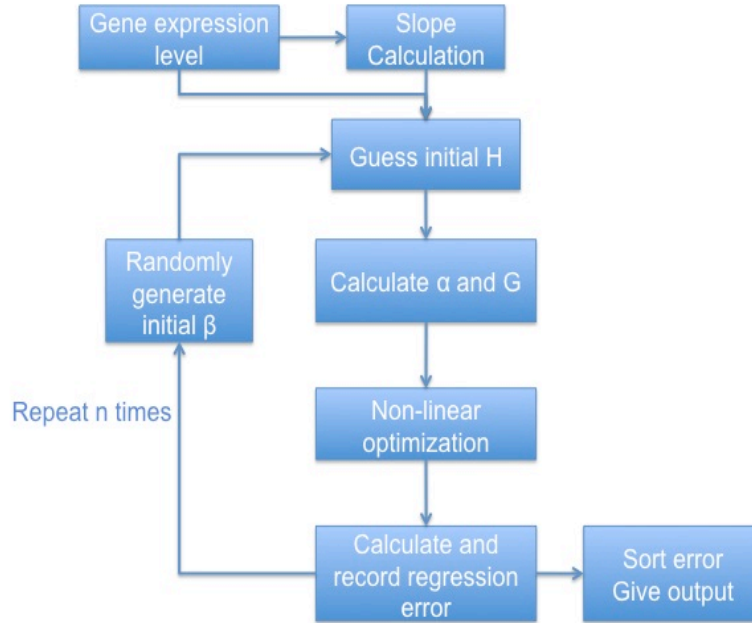 Gene expression
level
Slope
Calculation
Guess initial H
Randomly
generate
initial β
Calculate α and G
Repeat n times
Non-linear
optimization
Calculate and
record regression
error
Sort error
Give output